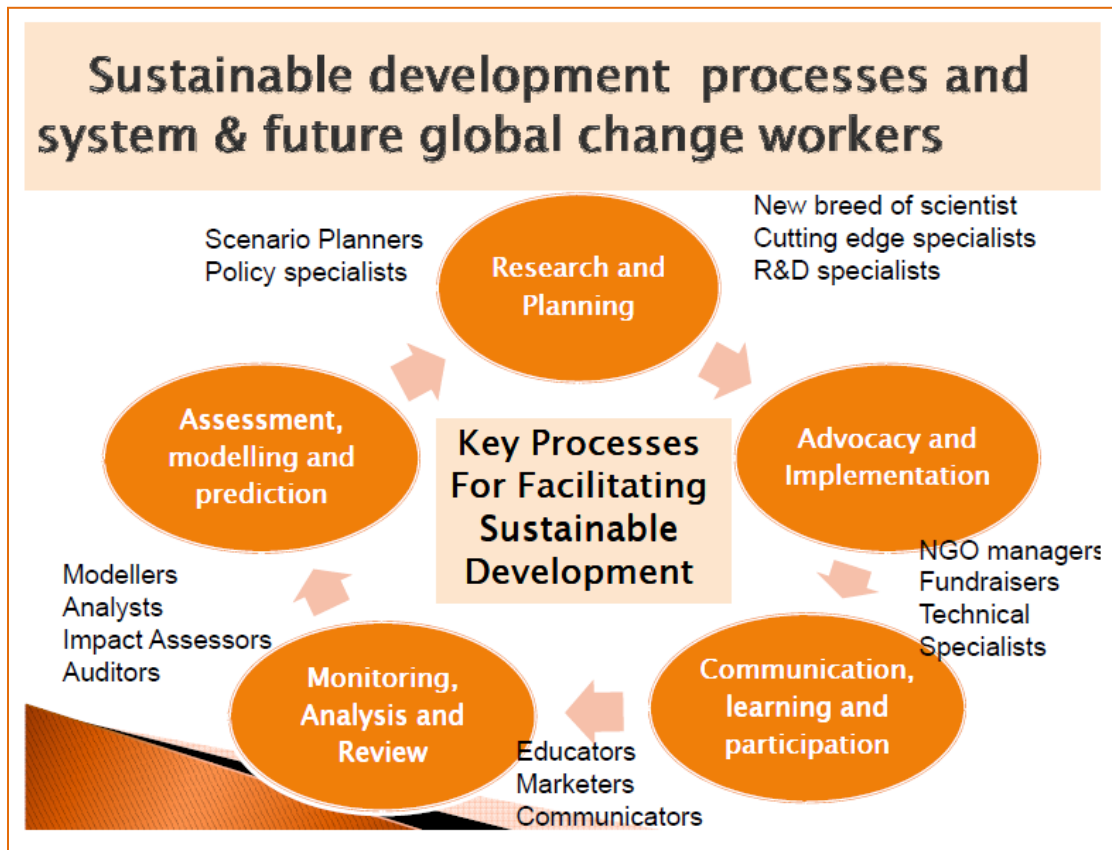 Sustainable development processes and
system & future global change workers
Scenario Planners
Policy specialists
Research and
Planning
New breed of scientist
Cutting edge specialists
R&D specialists
Assessment,
modelling and
prediction
Key Processes
For Facilitating
Sustainable
Development
Advocacy and
Implementation
NGO managers
Fundraisers
Technical
Specialists
Modellers
Analysts
Impact Assessors
Auditors
Monitoring,
Analysis and
Review
Communication,
learning and
participation
Educators
Marketers
Communicators